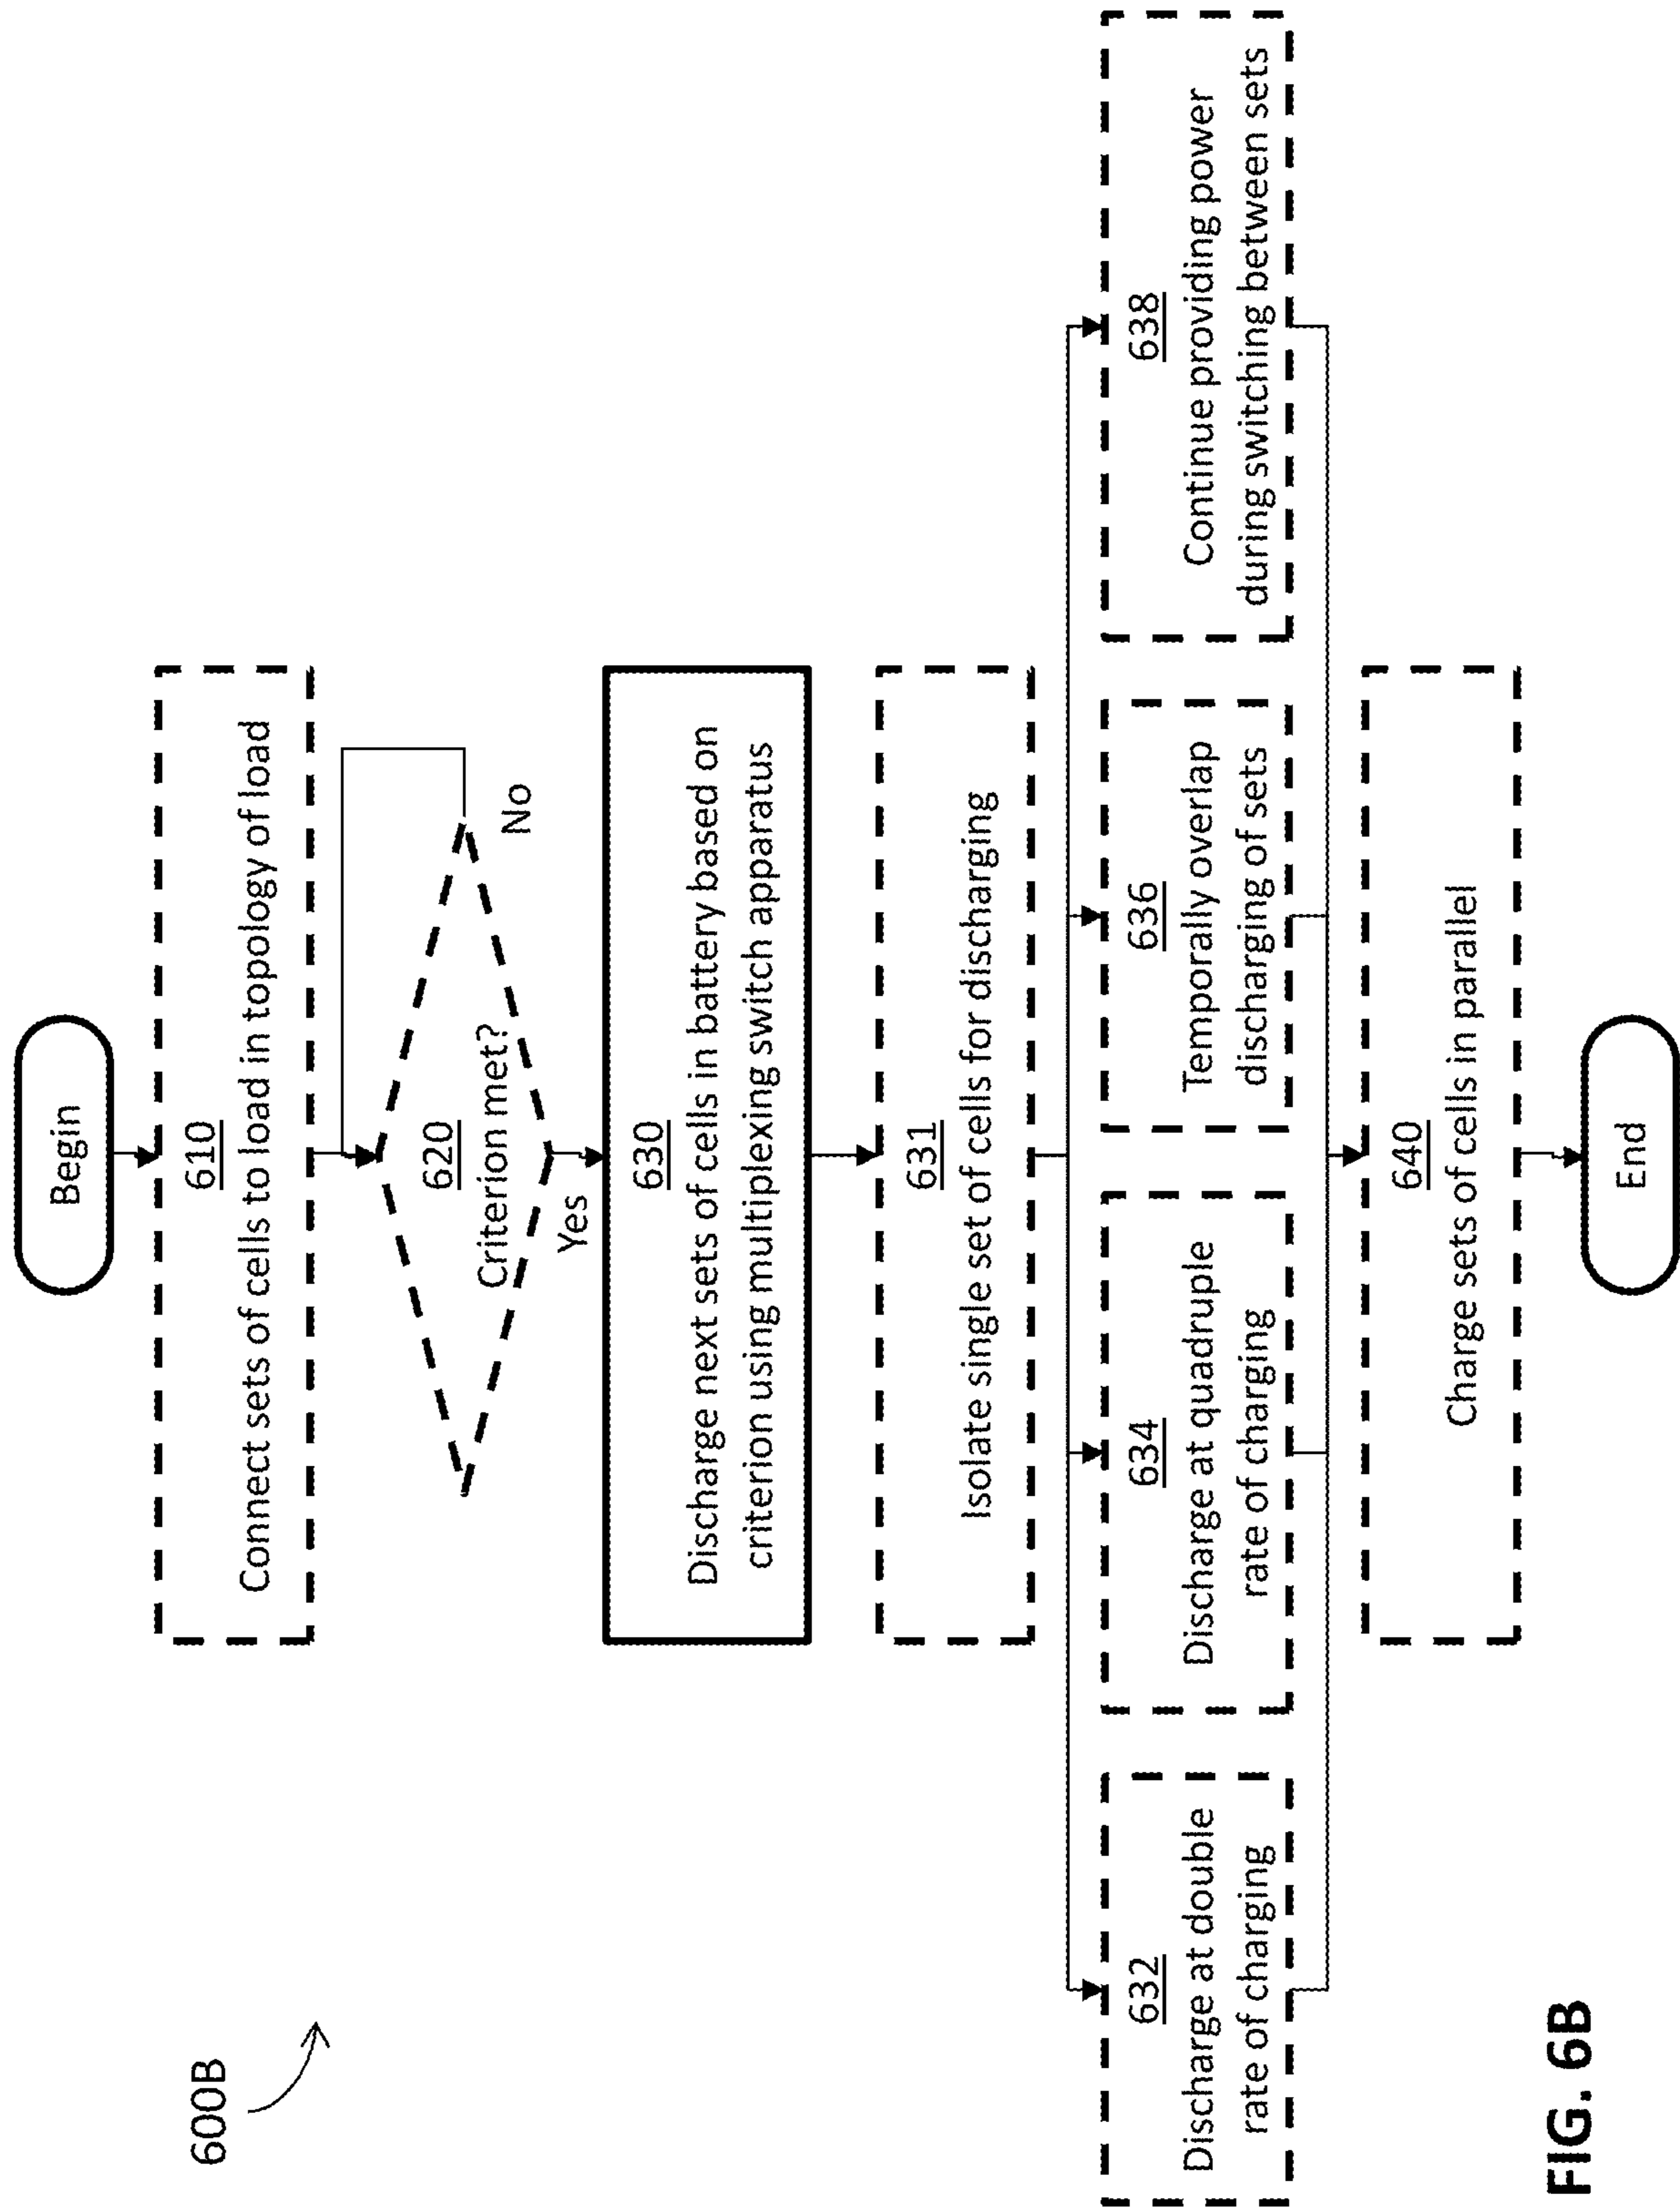 600B
Begin
610
Connect sets of cells to load in topology of load
620
Criterion met?
No
Yes
630
Discharge next sets of cells in battery based on
criterion using multiplexing switch apparatus
631
Isolate single set of cells for discharging
632
Discharge at double
rate of charging
634
Discharge at quadruple
rate of charging
636
Temporally overlap
discharging of sets
638
Continue providing power
during switching between sets
640
Charge sets of cells in parallel
End
FIG. 6B